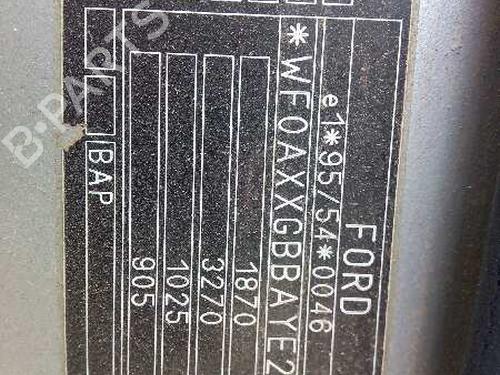 FORD
e1*95/54*0046
*WF0AXXGBBAYE2
1870
3270
1025
905
BAP
B-PARTS